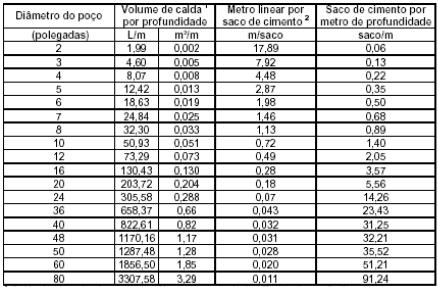 Diâmetro do poço Volume de calda ¹ por profundidade Metro linear por saco de cimento ² Saco de cimento por metro de profundidade
(polegadas) L/m m³/m m/saco saco/m
2 1,99 0,002 17,89 0,06
3 4,60 0,005 7,92 0,13
4 8,07 0,008 4,48 0,22
5 12,42 0,013 2,87 0,35
6 18,63 0,019 1,98 0,50
7 24,84 0,025 1,46 0,68
8 32,30 0,033 1,13 0,89
10 50,93 0,051 0,72 1,40
12 73,29 0,073 0,49 2,05
16 130,43 0,130 0,28 3,57
20 203,72 0,204 0,18 5,56
24 305,58 0,288 0,07 14,26
36 658,37 0,66 0,043 23,43
40 822,61 0,82 0,032 31,25
48 1170,16 1,17 0,031 32,21
50 1287,48 1,28 0,028 35,52
60 1856,50 1,85 0,020 51,21
80 3307,58 3,29 0,011 91,24